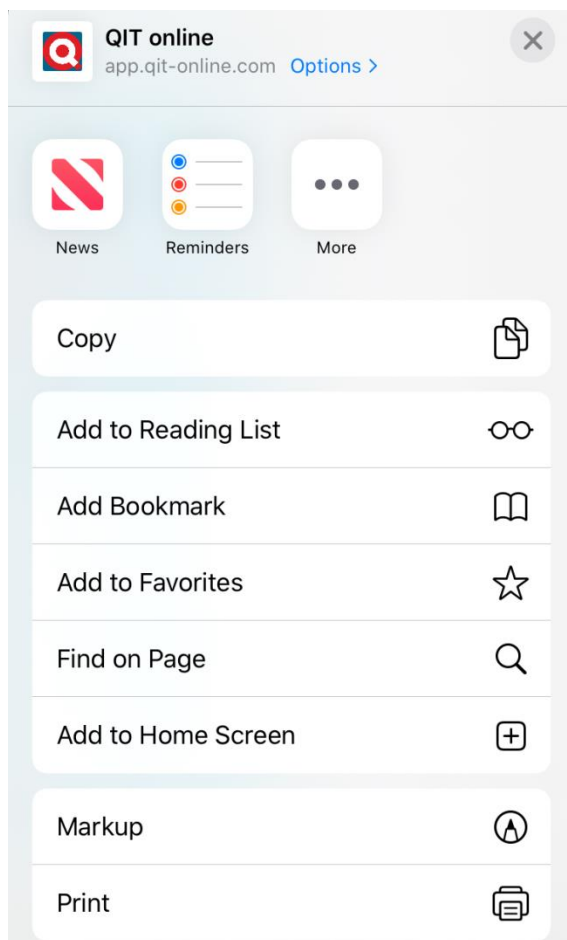 QIT online
app.qit-online.com Options >
News Reminders More
Copy
Add to Reading List
Add Bookmark
Add to Favorites
Find on Page
Add to Home Screen
Markup
Print